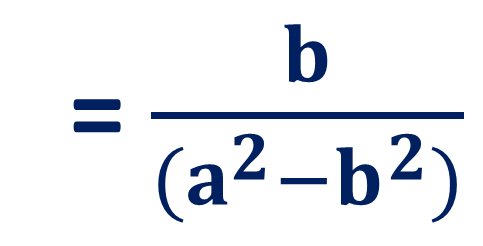 = b / (a²−b²)